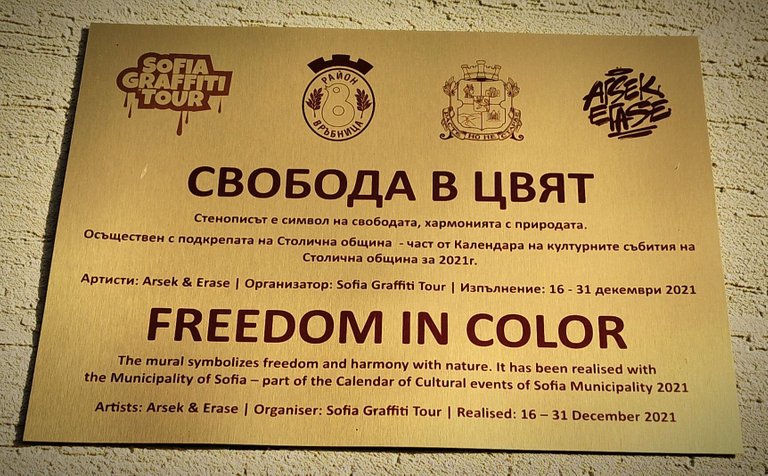 SOFIA
GRAFFITI
TOUR
РАЙОН
8
ВРЪБНИЦА
РАСТЕ НО НЕ СТАРЕЕ
ARSEK
ERASE
СВОБОДА В ЦВЯТ
Стенописът е символ на свободата, хармонията с природата.
Осъществен с подкрепата на Столична община - част от Календара на културните събития на
Столична община за 2021г.
Артисти: Arsek & Erase | Организатор: Sofia Graffiti Tour | Изпълнение: 16 - 31 декември 2021
FREEDOM IN COLOR
The mural symbolizes freedom and harmony with nature. It has been realised with
the Municipality of Sofia – part of the Calendar of Cultural events of Sofia Municipality 2021
Artists: Arsek & Erase | Organiser: Sofia Graffiti Tour | Realised: 16 – 31 December 2021